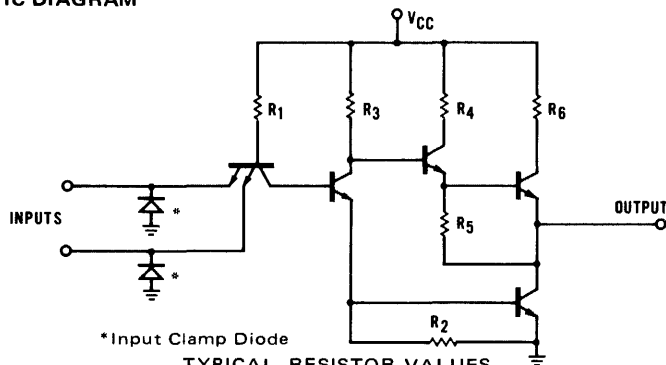 IC DIAGRAM
VCC
R1
R3
R4
R6
*
INPUTS
OUTPUT
R5
*
R2
*Input Clamp Diode
TYPICAL RESISTOR VALUES